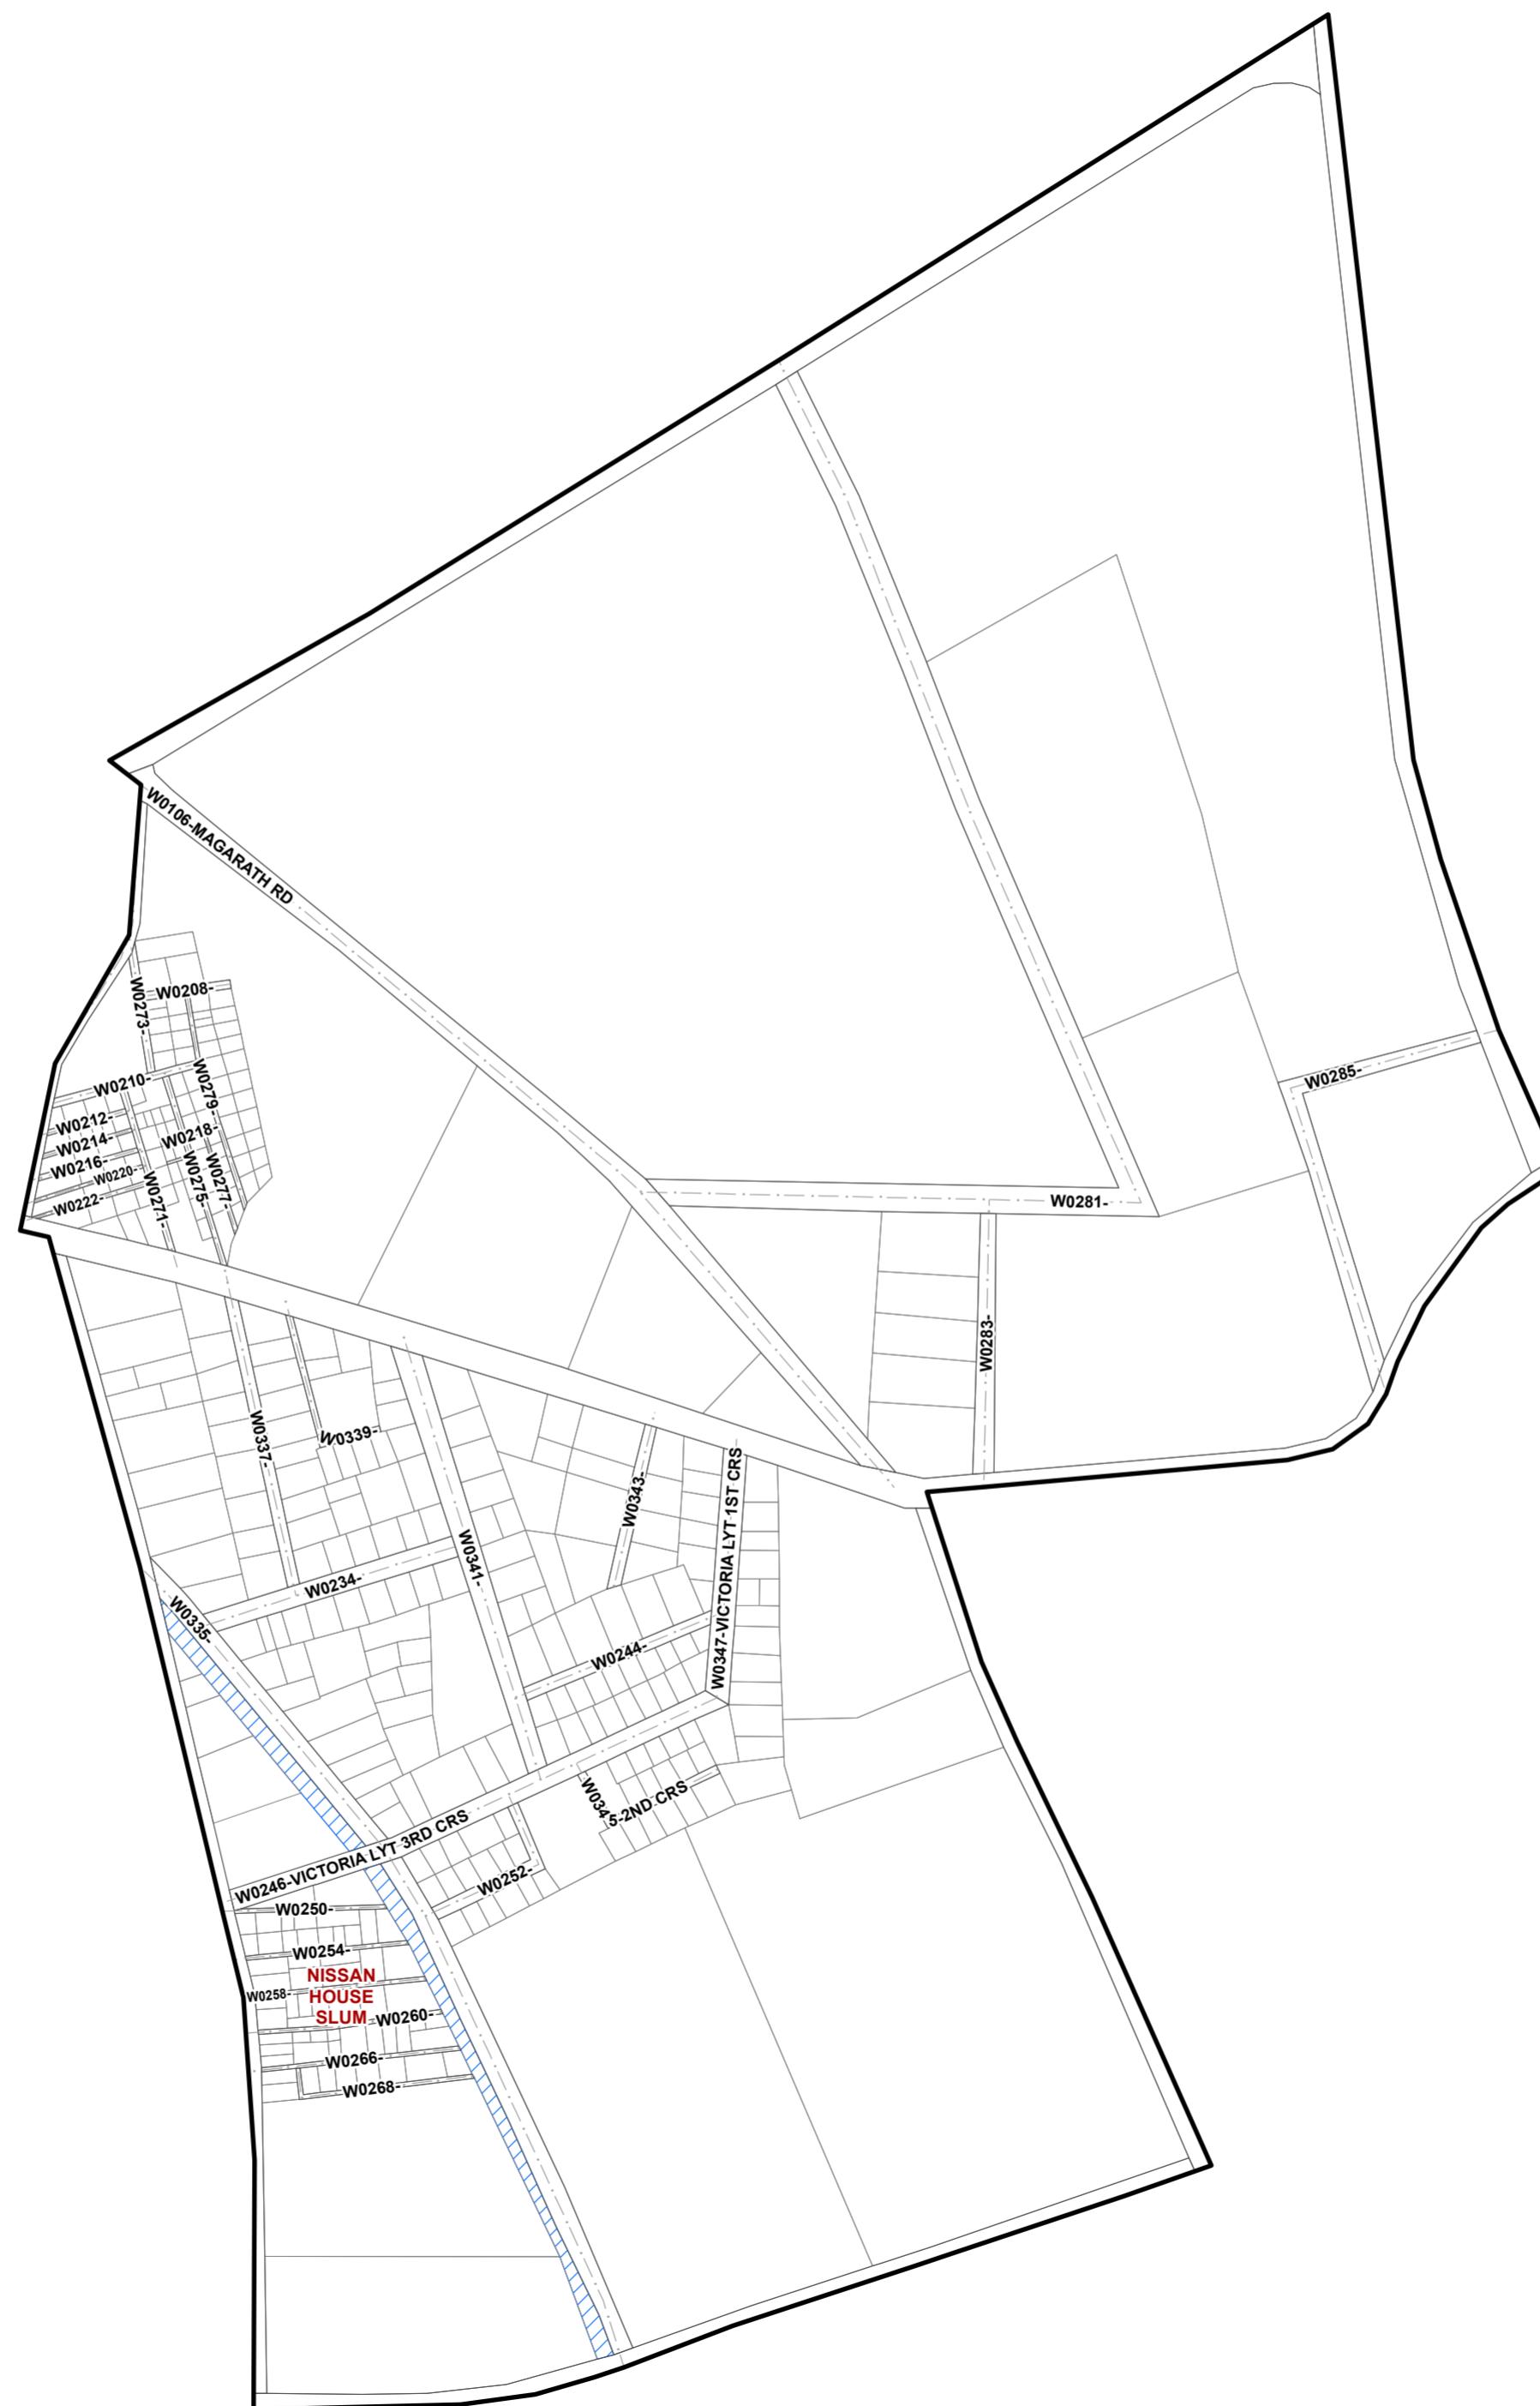 W0106-MAGARATH RD
W0273-
W0208-
W0210-
W0279-
W0212-
W0214-
W0218-
W0216-
W0220-
W0275-
W0277-
W0271-
W0222-
W0285-
W0281-
W0283-
W0337-
W0339-
W0343-
W0347-VICTORIA LYT 1ST CRS
W0341-
W0234-
W0335-
W0244-
W0345-2ND CRS
W0246-VICTORIA LYT 3RD CRS
W0252-
W0250-
W0254-
NISSAN
HOUSE
SLUM
W0258-
W0260-
W0266-
W0268-